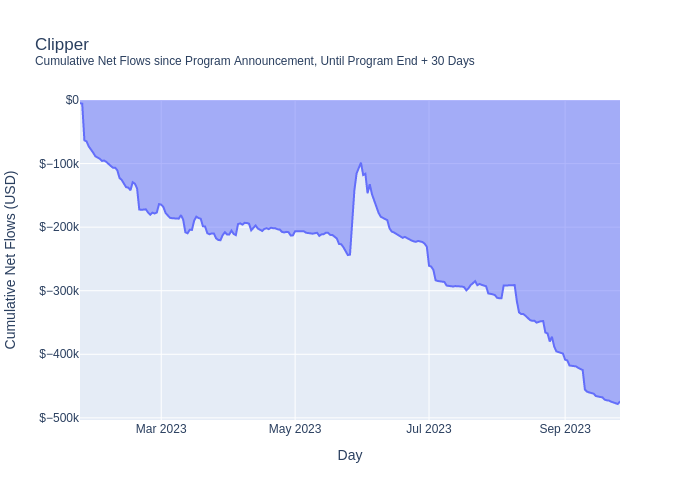 Clipper
Cumulative Net Flows since Program Announcement, Until Program End + 30 Days
Cumulative Net Flows (USD)
$0
$−100k
$−200k
$−300k
$−400k
$−500k
Mar 2023
May 2023
Jul 2023
Sep 2023
Day